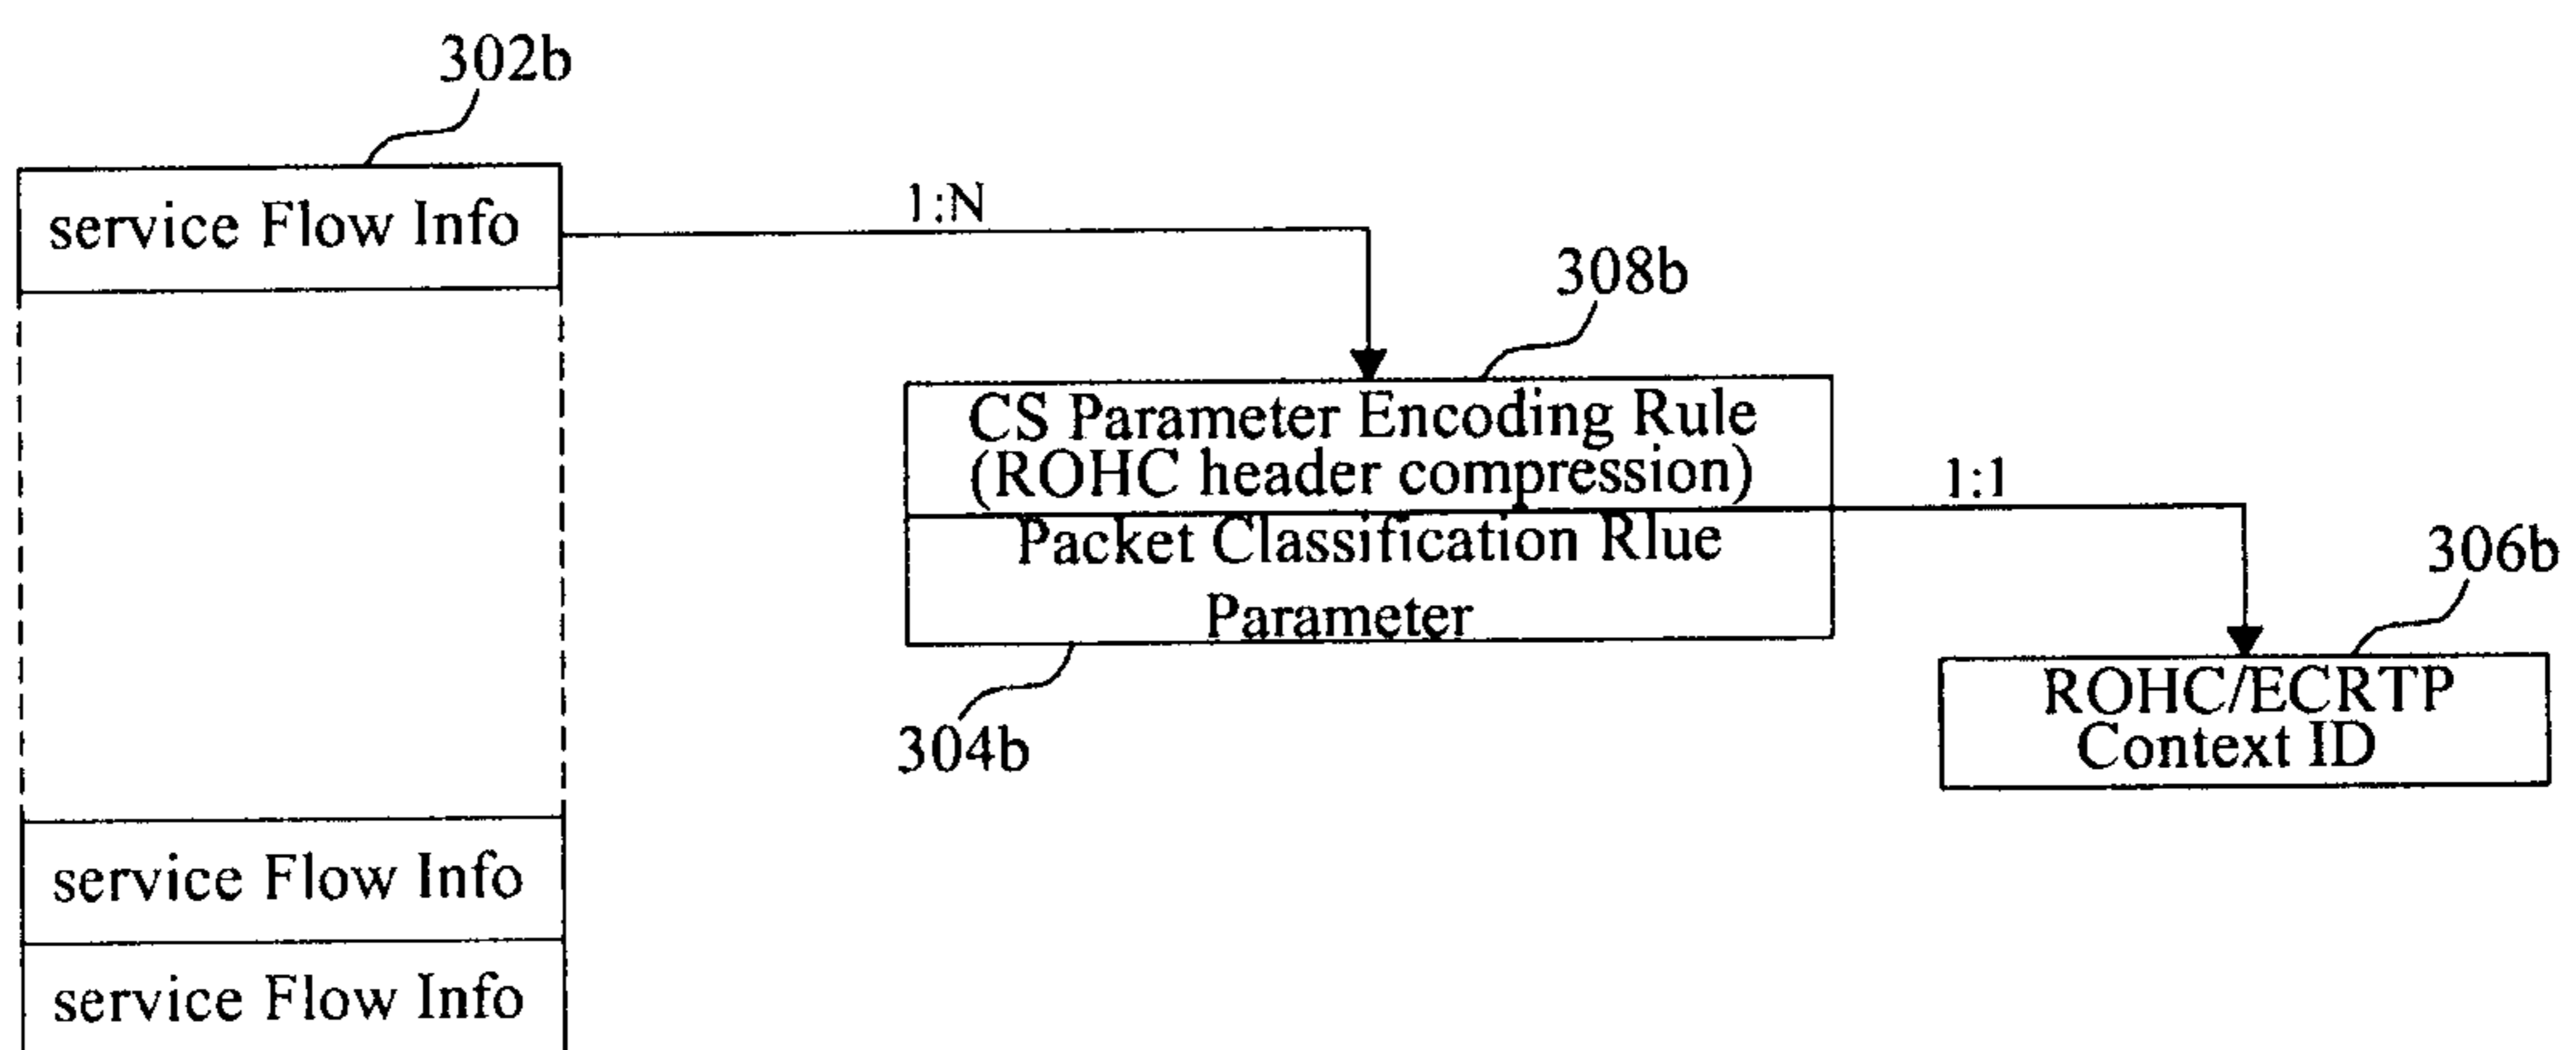 302b
service Flow Info
1:N
308b
CS Parameter Encoding Rule
(ROHC header compression)
Packet Classification Rlue
Parameter
304b
1:1
306b
ROHC/ECRTP
Context ID
service Flow Info
service Flow Info